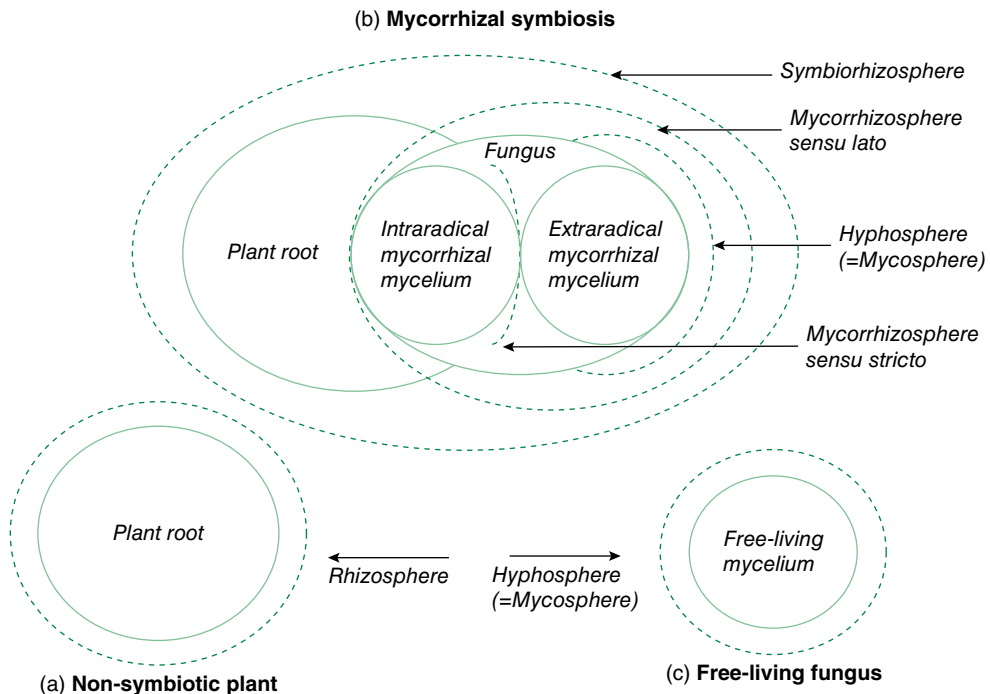 (b) Mycorrhizal symbiosis
Symbiorhizosphere
Mycorrhizosphere
sensu lato
Fungus
Plant root
Intraradical
mycorrhizal
mycelium
Extraradical
mycorrhizal
mycelium
Hyphosphere
(=Mycosphere)
Mycorrhizosphere
sensu stricto
Plant root
Rhizosphere
Hyphosphere
(=Mycosphere)
Free-living
mycelium
(a) Non-symbiotic plant
(c) Free-living fungus